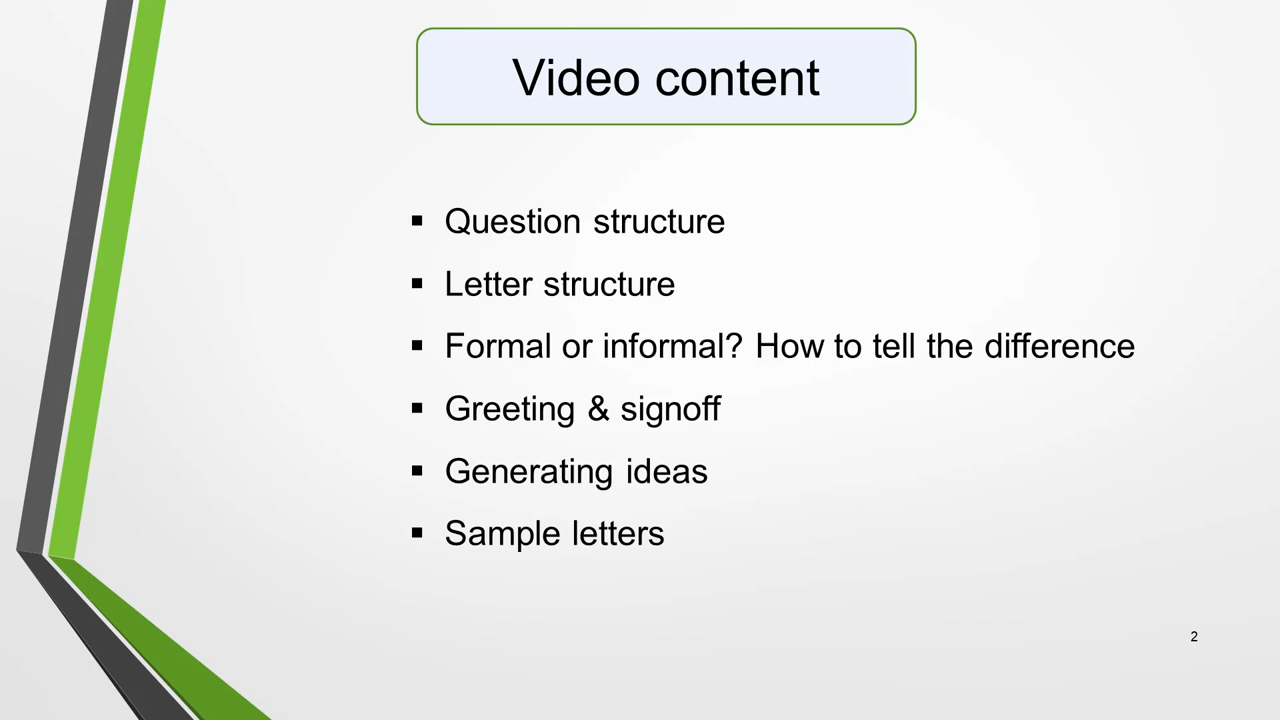 Video content
▪ Question structure
▪ Letter structure
▪ Formal or informal? How to tell the difference
▪ Greeting & signoff
▪ Generating ideas
▪ Sample letters
2